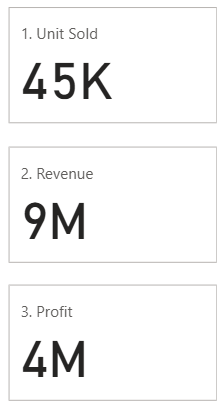 1. Unit Sold
45K
2. Revenue
9M
3. Profit
4M